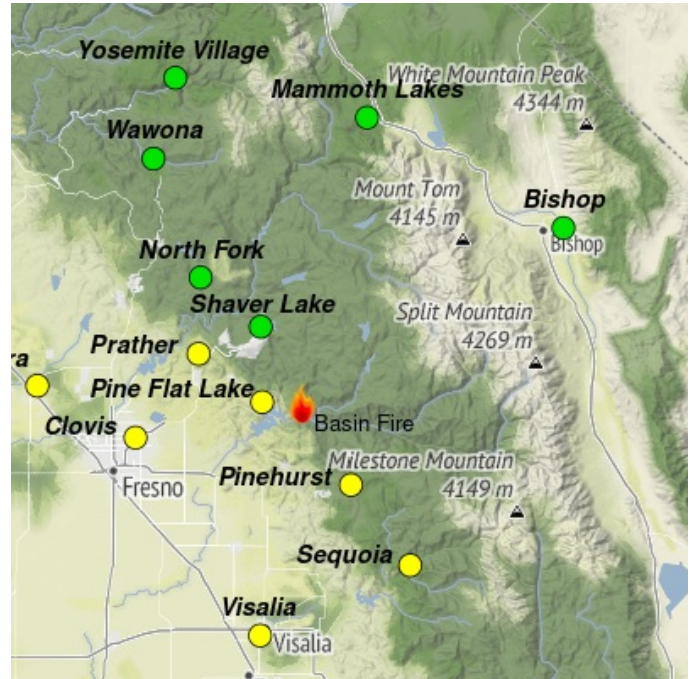 Yosemite Village
Mammoth Lakes
White Mountain Peak
4344 m
Wawona
Mount Tom
4145 m
Bishop
Bishop
North Fork
Shaver Lake
Split Mountain
4269 m
Prather
ra
Pine Flat Lake
Basin Fire
Clovis
Fresno
Pinehurst
Milestone Mountain
4149 m
Sequoia
Visalia
Visalia